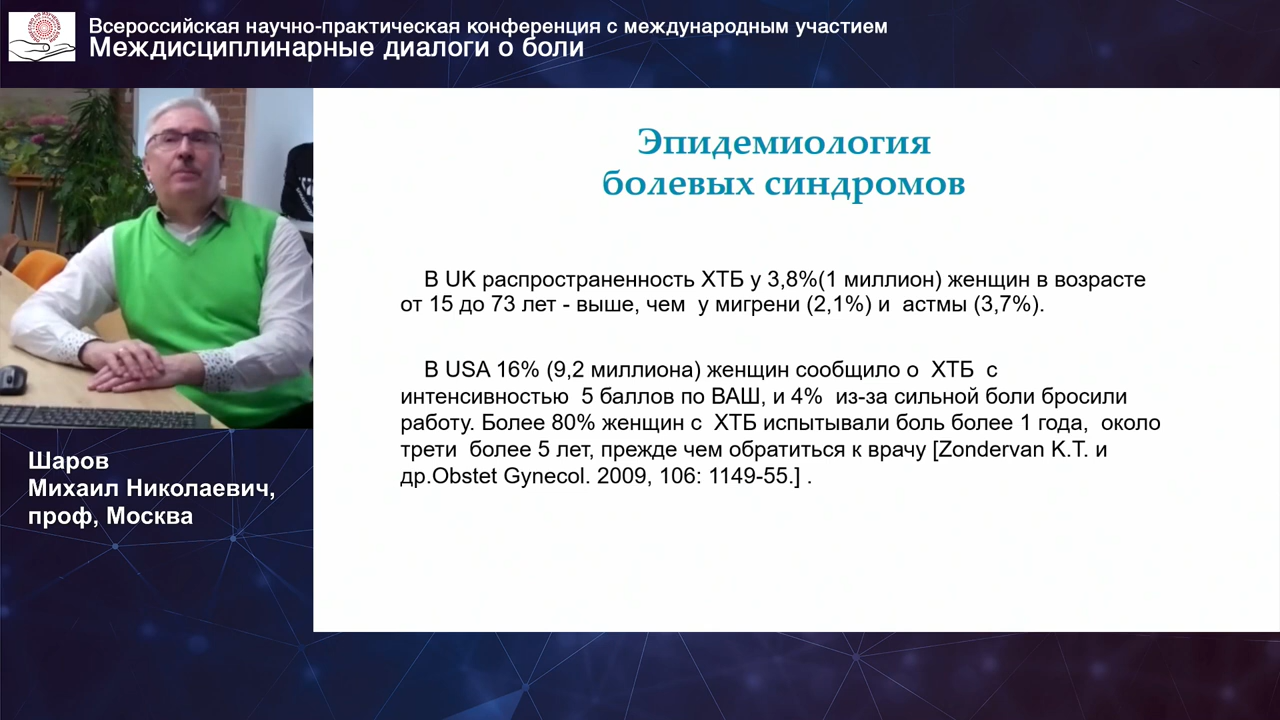 Всероссийская научно-практическая конференция с международным участием
Междисциплинарные диалоги о боли
Эпидемиология
болевых синдромов
В UK распространенность ХТБ у 3,8%(1 миллион) женщин в возрасте
от 15 до 73 лет - выше, чем у мигрени (2,1%) и астмы (3,7%).
В USA 16% (9,2 миллиона) женщин сообщило о ХТБ с
интенсивностью 5 баллов по ВАШ, и 4% из-за сильной боли бросили
работу. Более 80% женщин с ХТБ испытывали боль более 1 года, около
трети более 5 лет, прежде чем обратиться к врачу [Zondervan K.T. и
др.Obstet Gynecol. 2009, 106: 1149-55.] .
Шаров
Михаил Николаевич,
проф, Москва